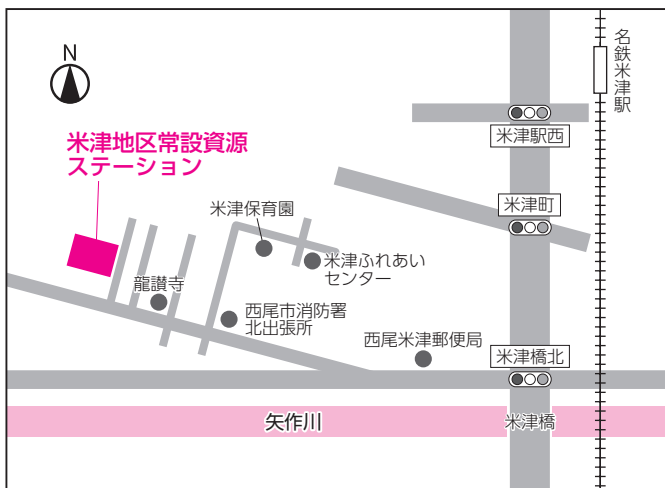 N
名鉄米津駅
米津駅西
米津地区常設資源
ステーション
米津町
米津保育園
米津ふれあい
センター
龍讃寺
西尾市消防署
北出張所
西尾米津郵便局
米津橋北
矢作川
米津橋